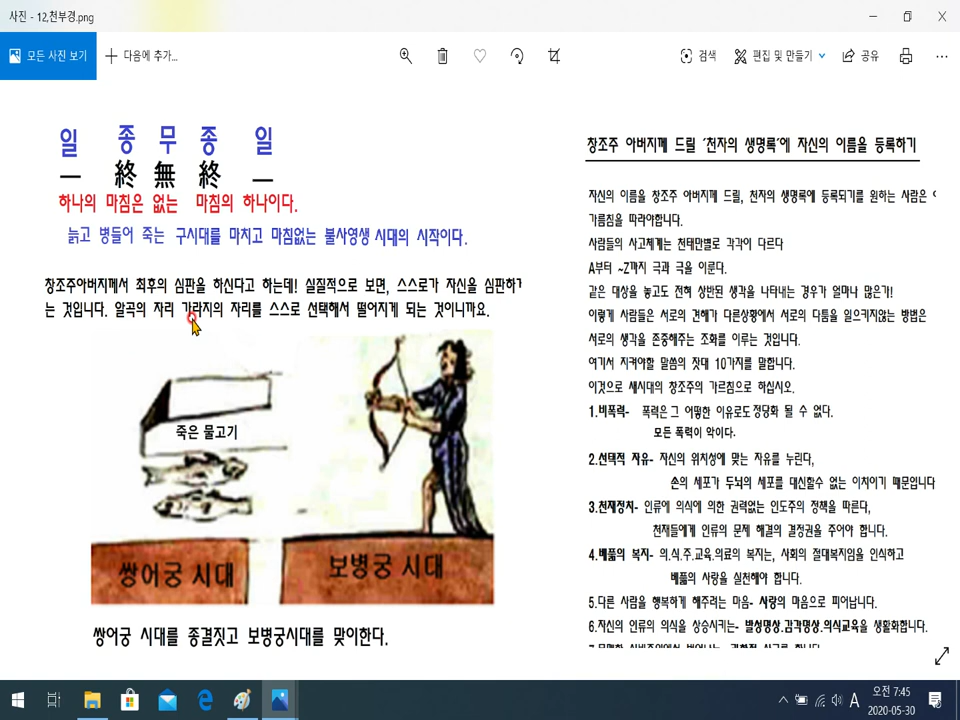 사진 - 12,천부경.png
모든 사진 보기
다음에 추가...
검색
편집 및 만들기
공유
일 종 무 종 일
一 終 無 終 一
하나의 마침은 없는 마침의 하나이다.
늙고 병들어 죽는 구시대를 마치고 마침없는 불사영생 시대의 시작이다.
창조주아버지께서 최후의 심판을 하신다고 하는데! 실질적으로 보면, 스스로가 자신을 심판하
는 것입니다. 알곡의 자리 가라지의 자리를 스스로 선택해서 떨어지게 되는 것이니까요.
죽은 물고기
쌍어궁 시대
보병궁 시대
쌍어궁 시대를 종결짓고 보병궁시대를 맞이한다.
창조주 아버지께 드릴 '천자의 생명록'에 자신의 이름을 등록하기
자신의 이름을 창조주 아버지께 드릴, 천자의 생명록에 등록되기를 원하는 사람은
가름침을 따라야합니다.
사람들의 사고체계는 천태만별로 각각이 다르다
A부터 ~Z까지 극과 극을 이룬다.
같은 대상을 놓고도 전혀 상반된 생각을 나타내는 경우가 얼마나 많은가!
이렇게 사람들은 서로의 견해가 다른상황에서 서로의 다툼을 일으키지않는 방법은
서로의 생각을 존중해주는 조화를 이루는 것입니다.
여기서 지켜야할 말씀의 잣대 10가지를 말합니다.
이것으로 새시대의 창조주의 가르침으로 하십시오.
1.비폭력- 폭력은 그 어떻한 이유로도 정당화 될 수 없다.
모든 폭력이 악이다.
2.선택적 자유- 자신의 위치성에 맞는 자유를 누린다,
손의 세포가 두뇌의 세포를 대신할수 없는 이치이기 때문입니다
3.천재정치- 인류에 의식에 의한 권력없은 인도주의 정책을 따른다,
천재들에게 인류의 문제 해결의 결정권을 주어야 합니다.
4.베품의 복지- 의.식.주.교육.의료의 복지는, 사회의 절대복지임을 인식하고
베품의 사랑을 실천해야 합니다.
5.다른 사람을 행복하게 해주려는 마음- 사랑의 마음으로 피어납니다.
6.자신의 인류의 의식을 상승시키는- 발성명상.감각명상.의식교육을 생활화합니다.
A
오전 7:45
2020-05-30